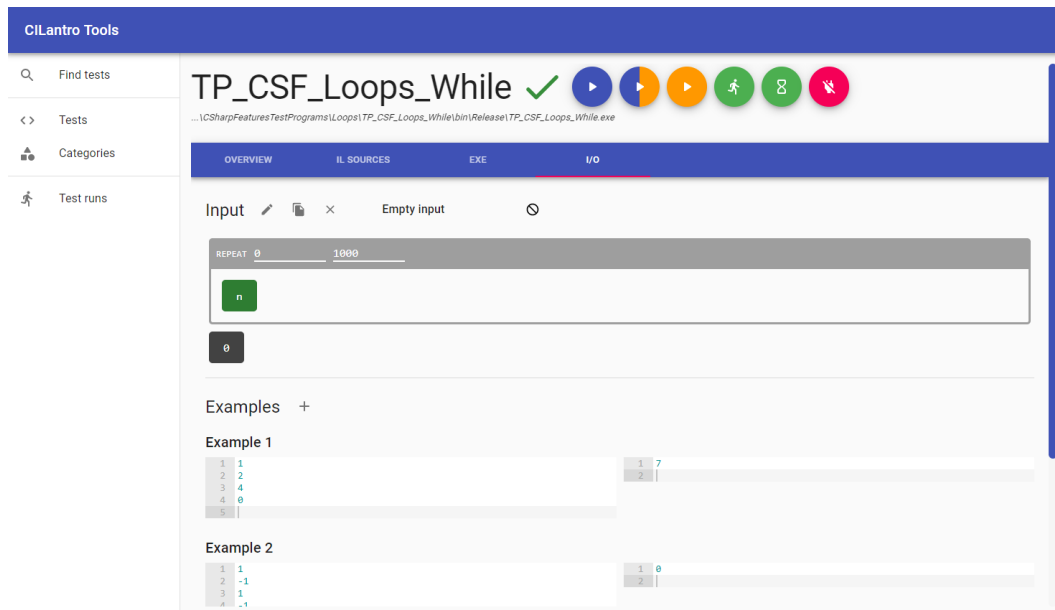 CILantro Tools
Find tests
Tests
Categories
Test runs
TP_CSF_Loops_While
...\CSharpFeaturesTestPrograms\Loops\TP_CSF_Loops_While\bin\Release\TP_CSF_Loops_While.exe
OVERVIEW IL SOURCES EXE I/O
Input Empty input
REPEAT 0 1000
n
0
Examples
Example 1
1 1 1 7
2 2 2
3 4
4 0
5
Example 2
1 1 1 0
2 -1 2
3 1
4 -1